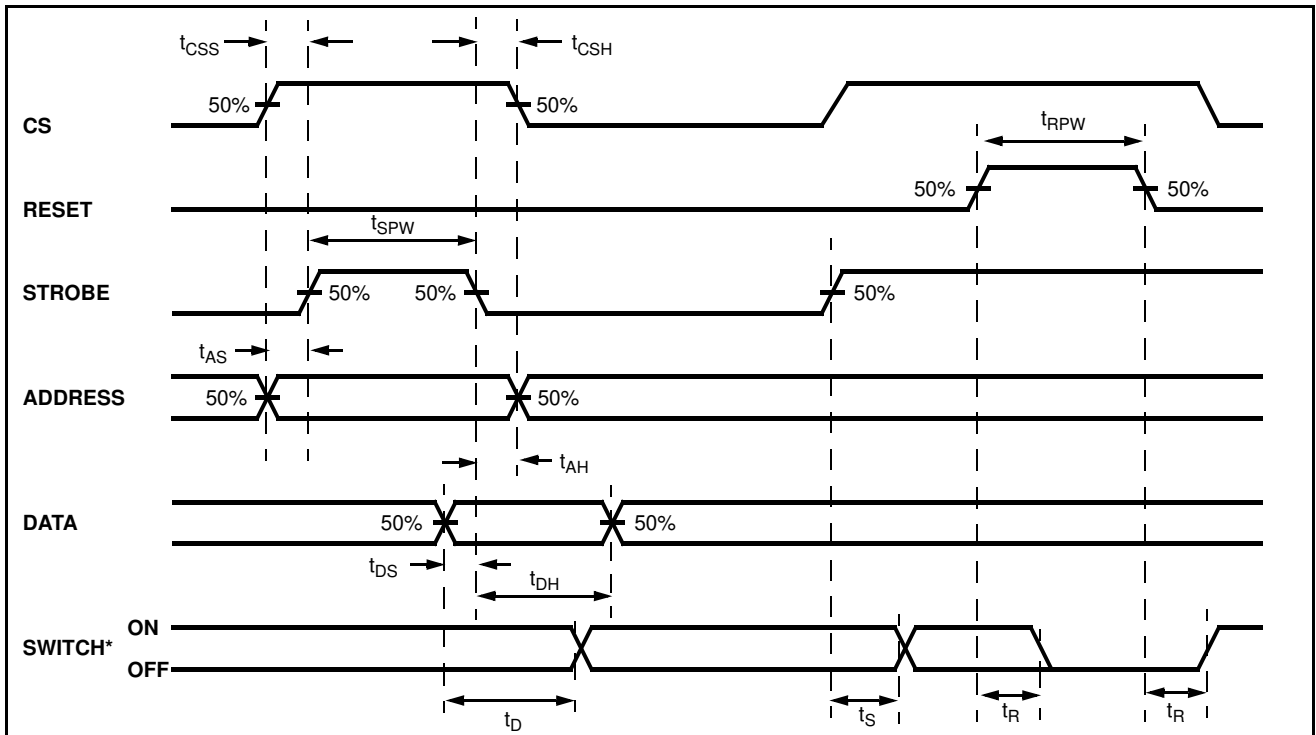 tCSS
tCSH
50%
50%
CS
tRPW
50%
50%
RESET
tSPW
STROBE
50%
50%
50%
tAS
ADDRESS
50%
50%
tAH
DATA
50%
50%
tDS
tDH
SWITCH*
ON
OFF
tD
tS
tR
tR